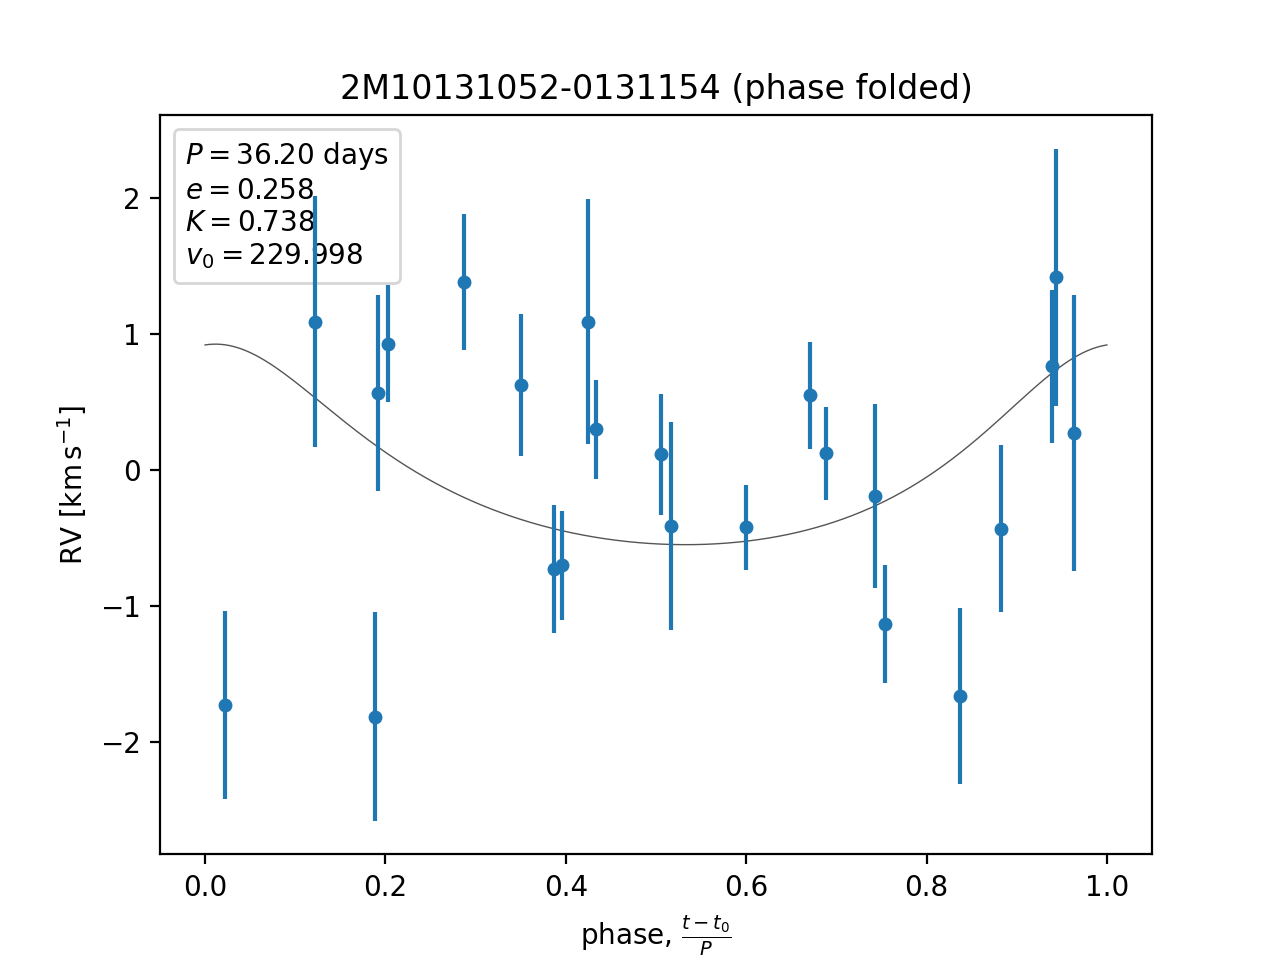 2M10131052-0131154 (phase folded)
P = 36.20 days
e = 0.258
K = 0.738
v₀ = 229.998
2
1
0
−1
−2
RV [km s⁻¹]
0.0 0.2 0.4 0.6 0.8 1.0
phase, (t − t₀)/P